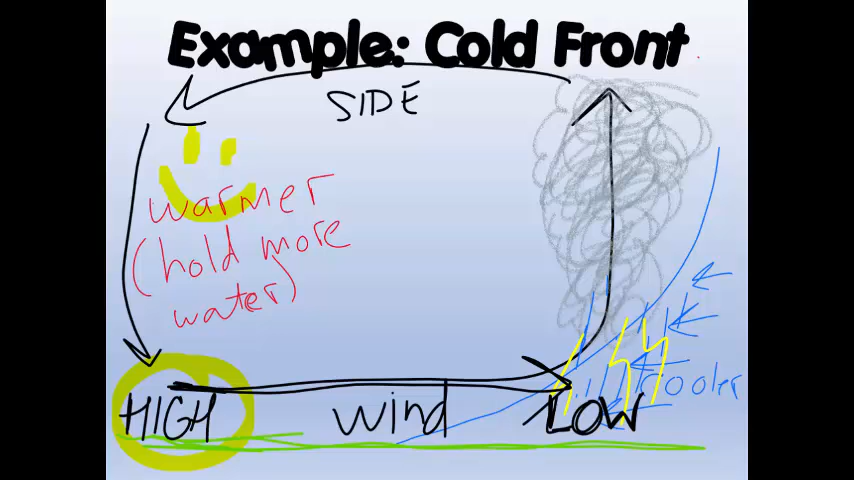 Example: Cold Front
SIDE
warmer
(hold more
water)
cooler
HIGH
wind
LOW